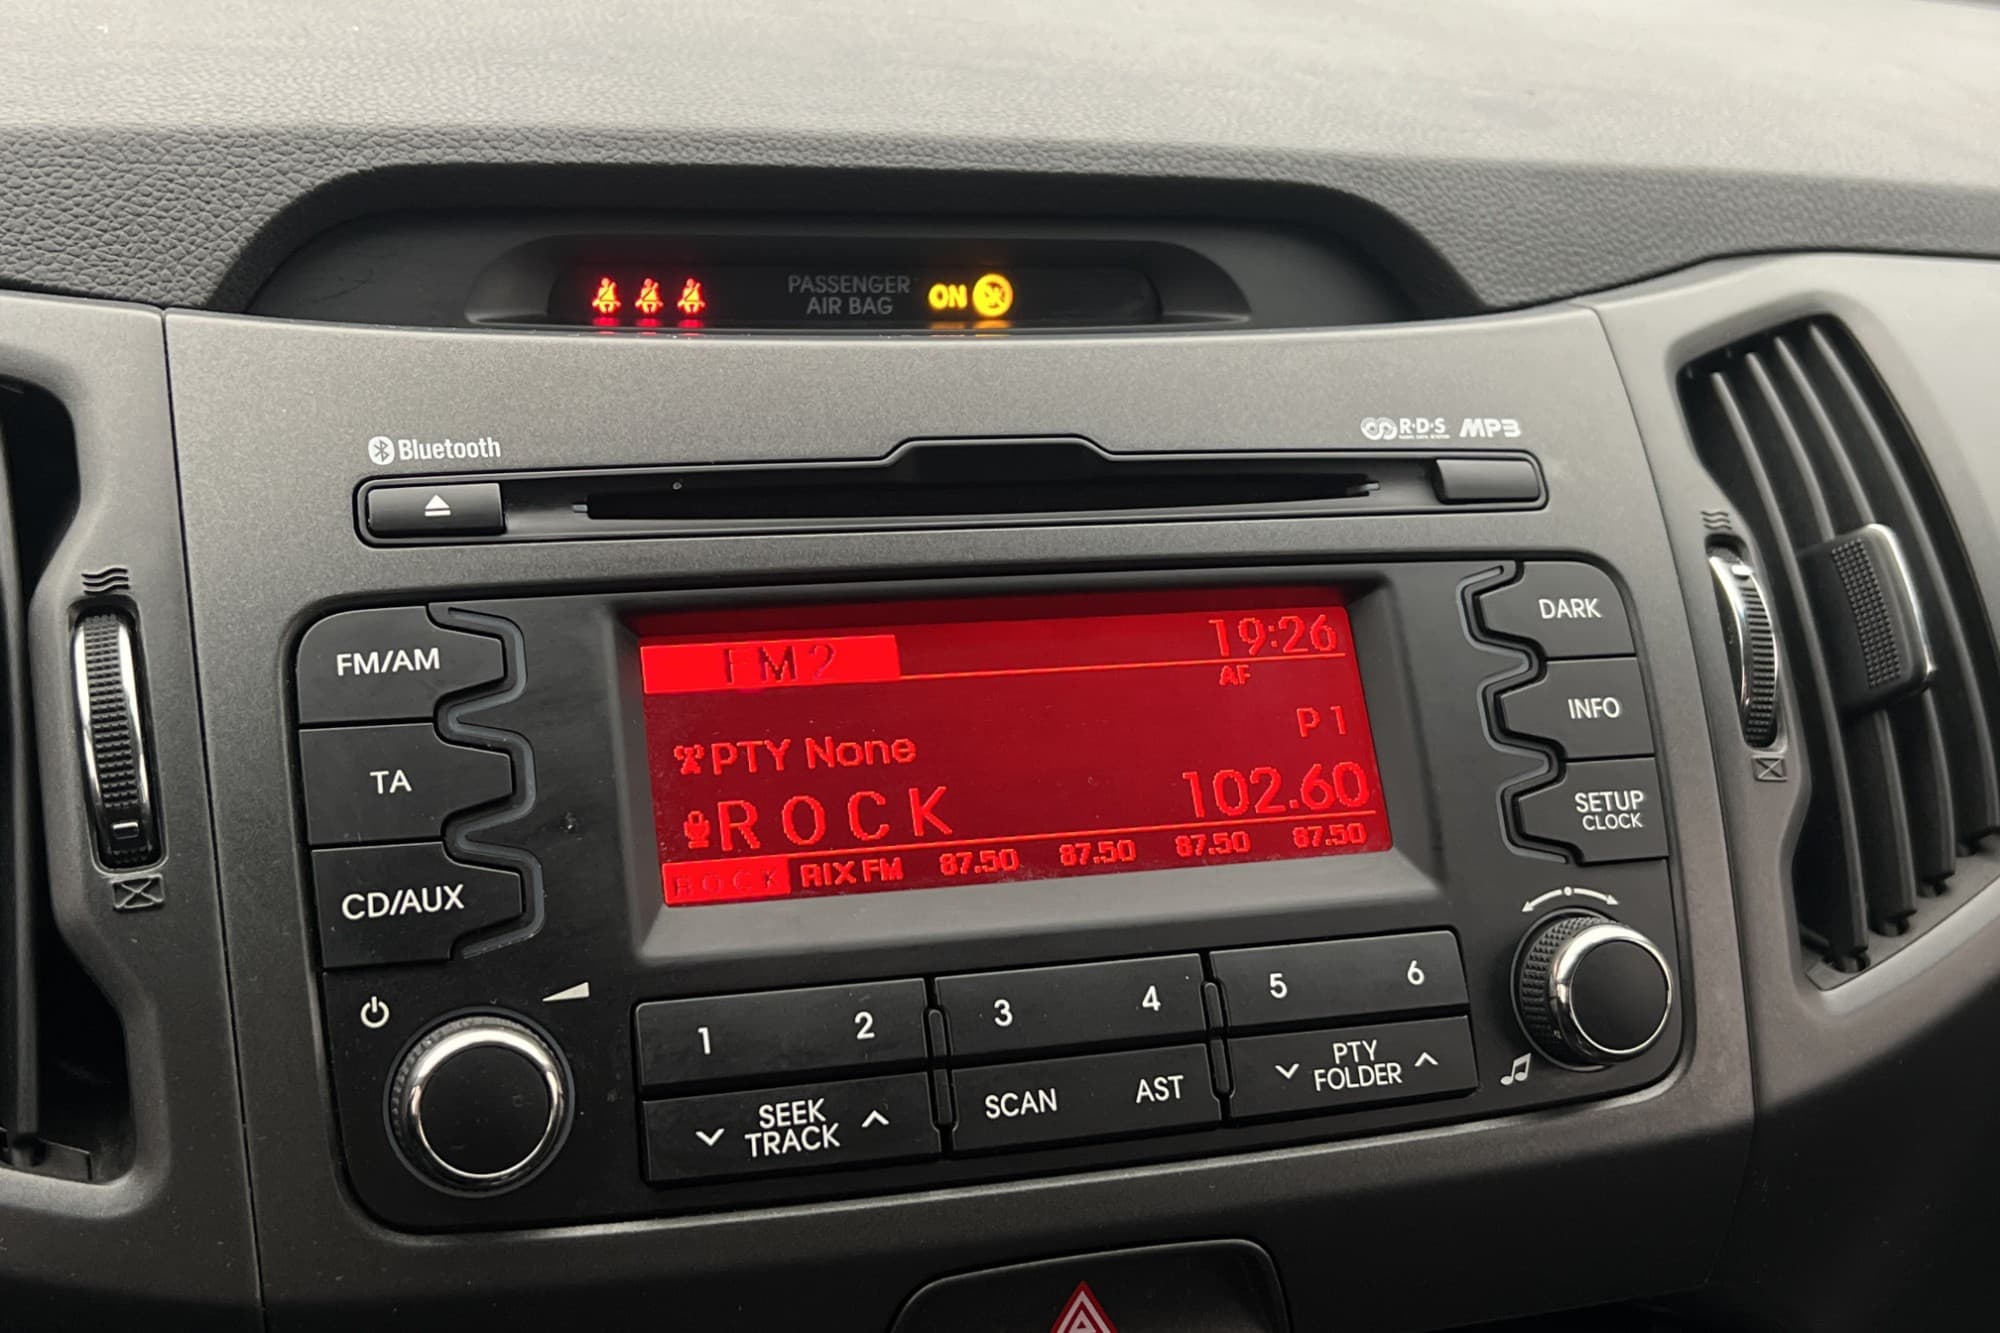 PASSENGER
AIR BAG
ON
Bluetooth
R·D·S
MP3
FM/AM
TA
CD/AUX
FM2
19:26
AF
P1
PTY None
ROCK
102.60
ROCK RIX FM 87.50 87.50 87.50 87.50
DARK
INFO
SETUP
CLOCK
1 2 3 4 5 6
SEEK
TRACK
SCAN AST
PTY
FOLDER